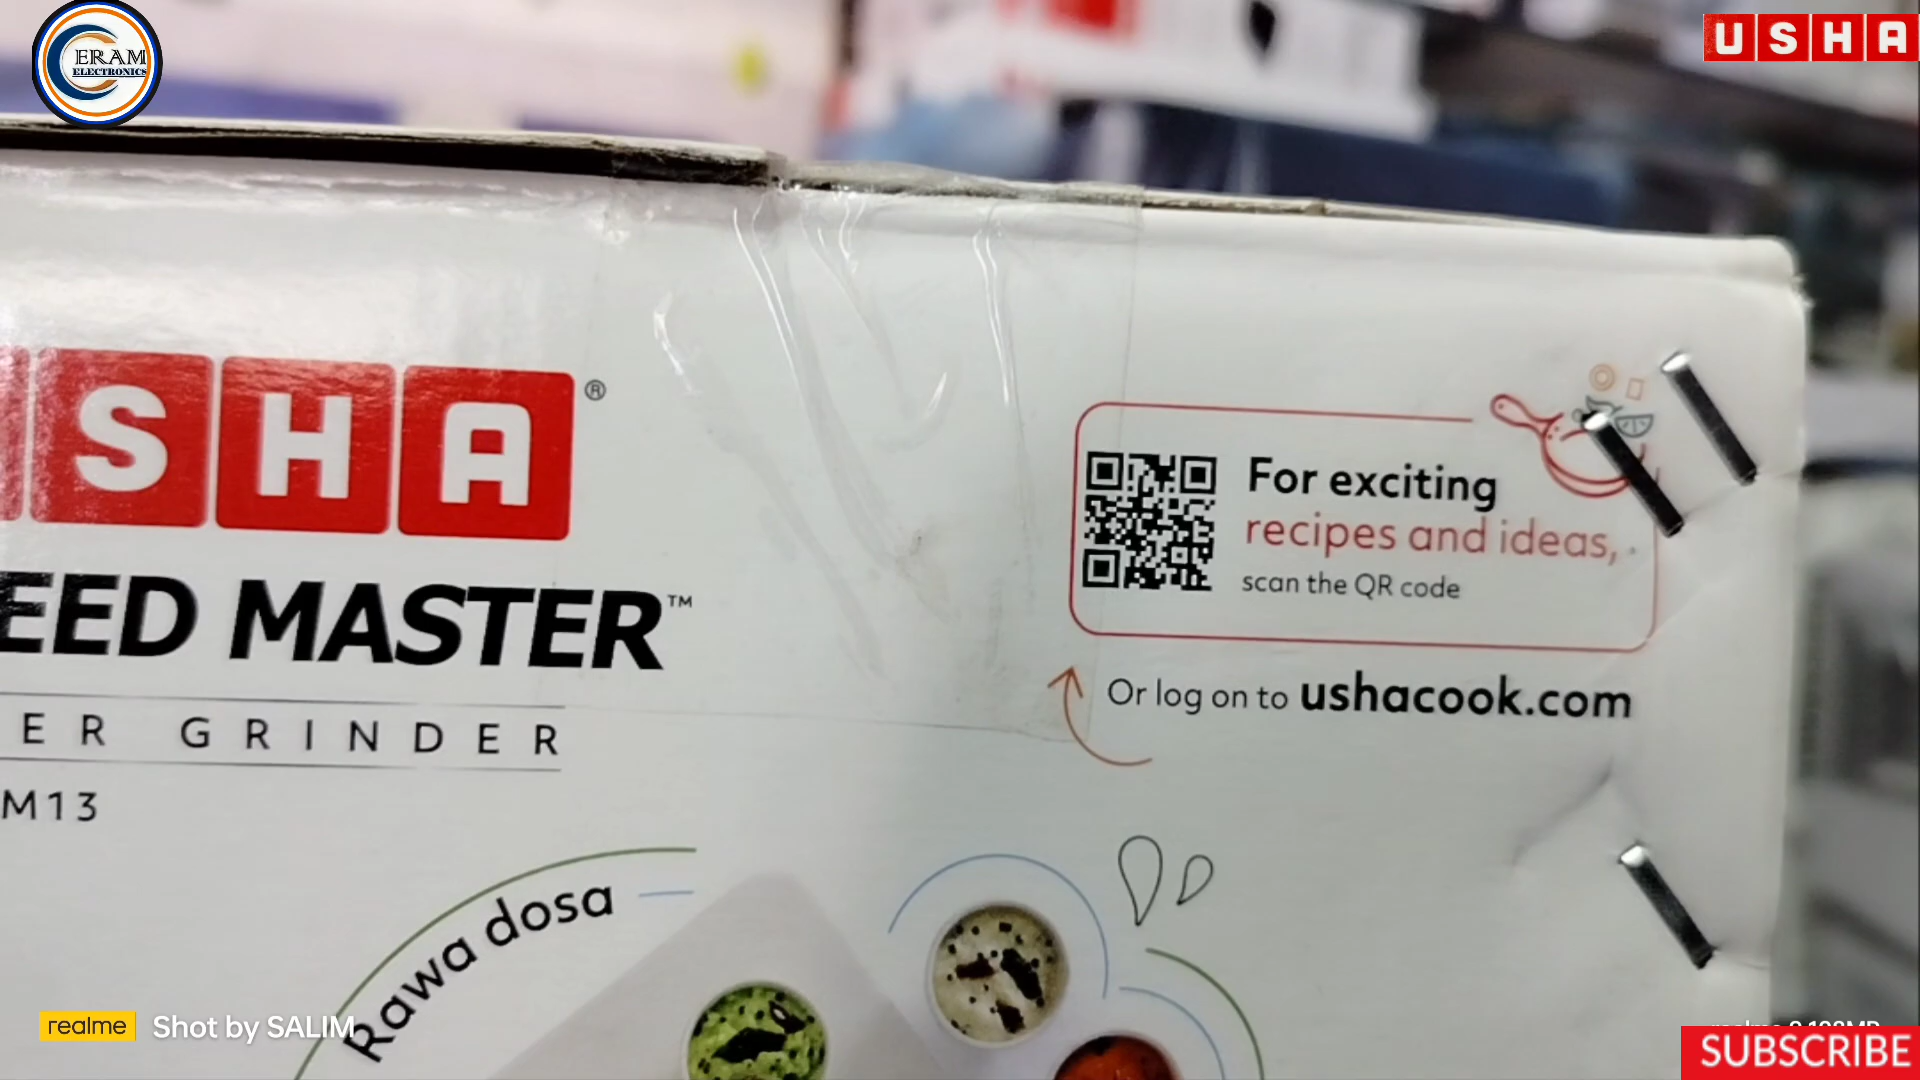 ERAM
ELECTRONICS
USHA
SHA®
For exciting
recipes and ideas,
scan the QR code
EED MASTER™
Or log on to ushacook.com
ER GRINDER
M13
Rawa dosa
realme Shot by SALIM
SUBSCRIBE